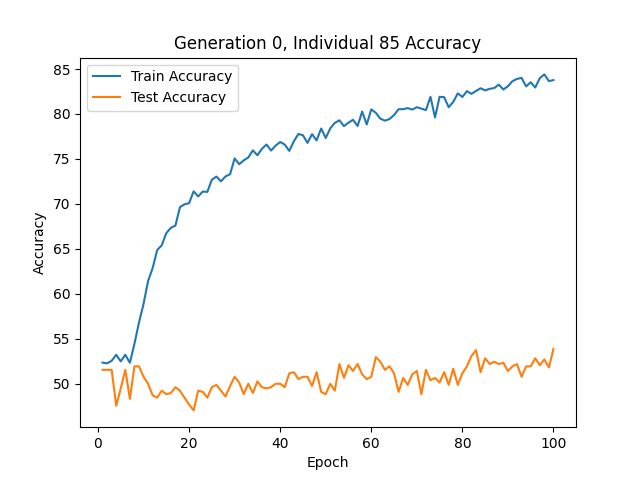 Generation 0, Individual 85 Accuracy
Train Accuracy
Test Accuracy
85
80
75
70
65
60
55
50
Accuracy
0 20 40 60 80 100
Epoch